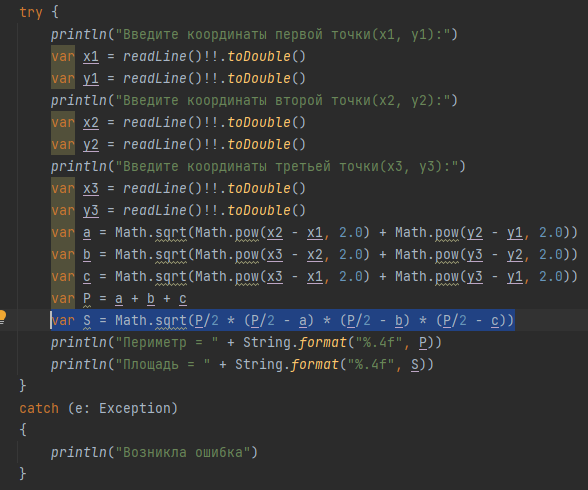 try {
println("Введите координаты первой точки(x1, y1):")
var x1 = readLine()!!.toDouble()
var y1 = readLine()!!.toDouble()
println("Введите координаты второй точки(x2, y2):")
var x2 = readLine()!!.toDouble()
var y2 = readLine()!!.toDouble()
println("Введите координаты третьей точки(x3, y3):")
var x3 = readLine()!!.toDouble()
var y3 = readLine()!!.toDouble()
var a = Math.sqrt(Math.pow(x2 - x1, 2.0) + Math.pow(y2 - y1, 2.0))
var b = Math.sqrt(Math.pow(x3 - x2, 2.0) + Math.pow(y3 - y2, 2.0))
var c = Math.sqrt(Math.pow(x3 - x1, 2.0) + Math.pow(y3 - y1, 2.0))
var P = a + b + c
var S = Math.sqrt(P/2 * (P/2 - a) * (P/2 - b) * (P/2 - c))
println("Периметр = " + String.format("%.4f", P))
println("Площадь = " + String.format("%.4f", S))
}
catch (e: Exception)
{
println("Возникла ошибка")
}